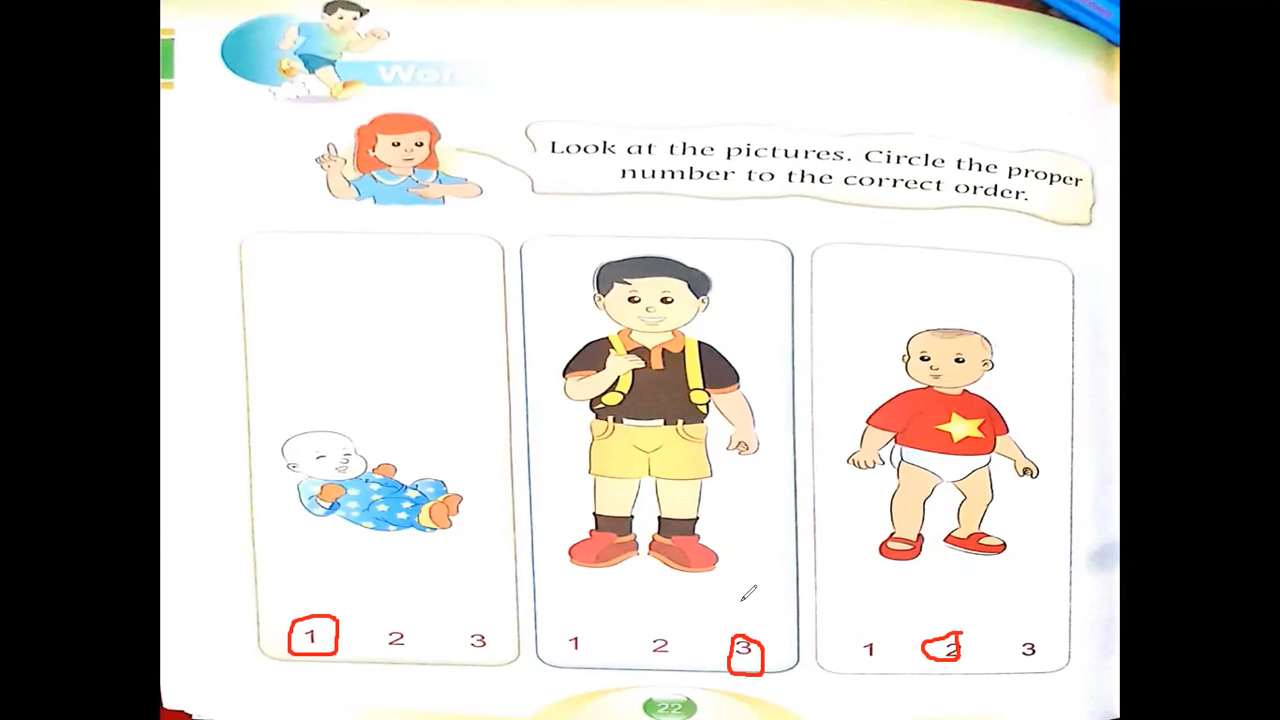 Look at the pictures. Circle the proper
number to the correct order.
1 2 3
1 2 3
1 2 3
22